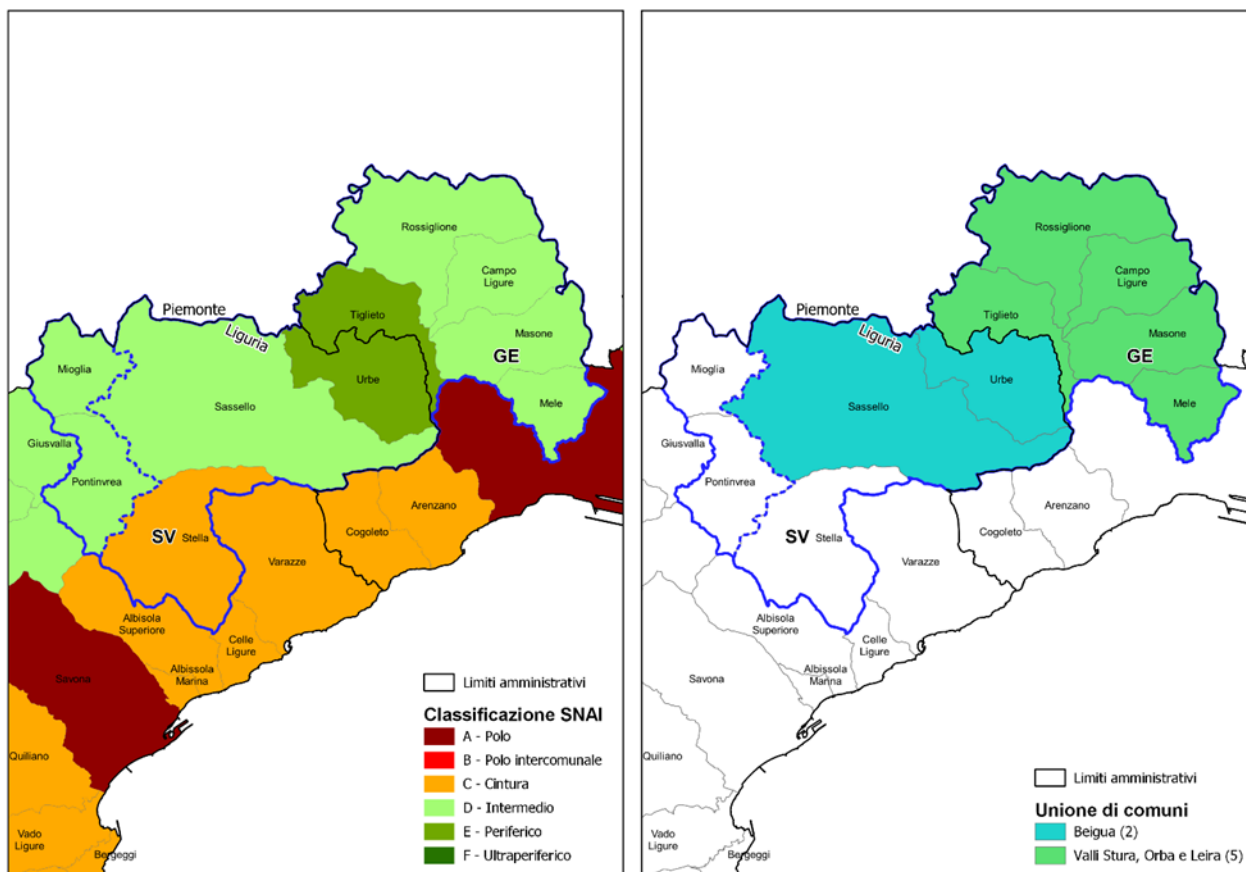 Rossiglione
Campo
Ligure
Piemonte
Liguria
Tiglieto
Masone
GE
Mioglia
Urbe
Sassello
Mele
Giusvalla
Pontinvrea
Arenzano
SV
Stella
Cogoleto
Varazze
Albisola
Superiore
Celle
Ligure
Albissola
Marina
Savona
Quiliano
Vado
Ligure
Bergeggi
Limiti amministrativi
Classificazione SNAI
A - Polo
B - Polo intercomunale
C - Cintura
D - Intermedio
E - Periferico
F - Ultraperiferico
Rossiglione
Campo
Ligure
Piemonte
Liguria
Tiglieto
Masone
GE
Mioglia
Urbe
Sassello
Mele
Giusvalla
Pontinvrea
Arenzano
SV
Stella
Cogoleto
Varazze
Albisola
Superiore
Celle
Ligure
Albissola
Marina
Savona
Quiliano
Vado
Ligure
Bergeggi
Limiti amministrativi
Unione di comuni
Beigua (2)
Valli Stura, Orba e Leira (5)